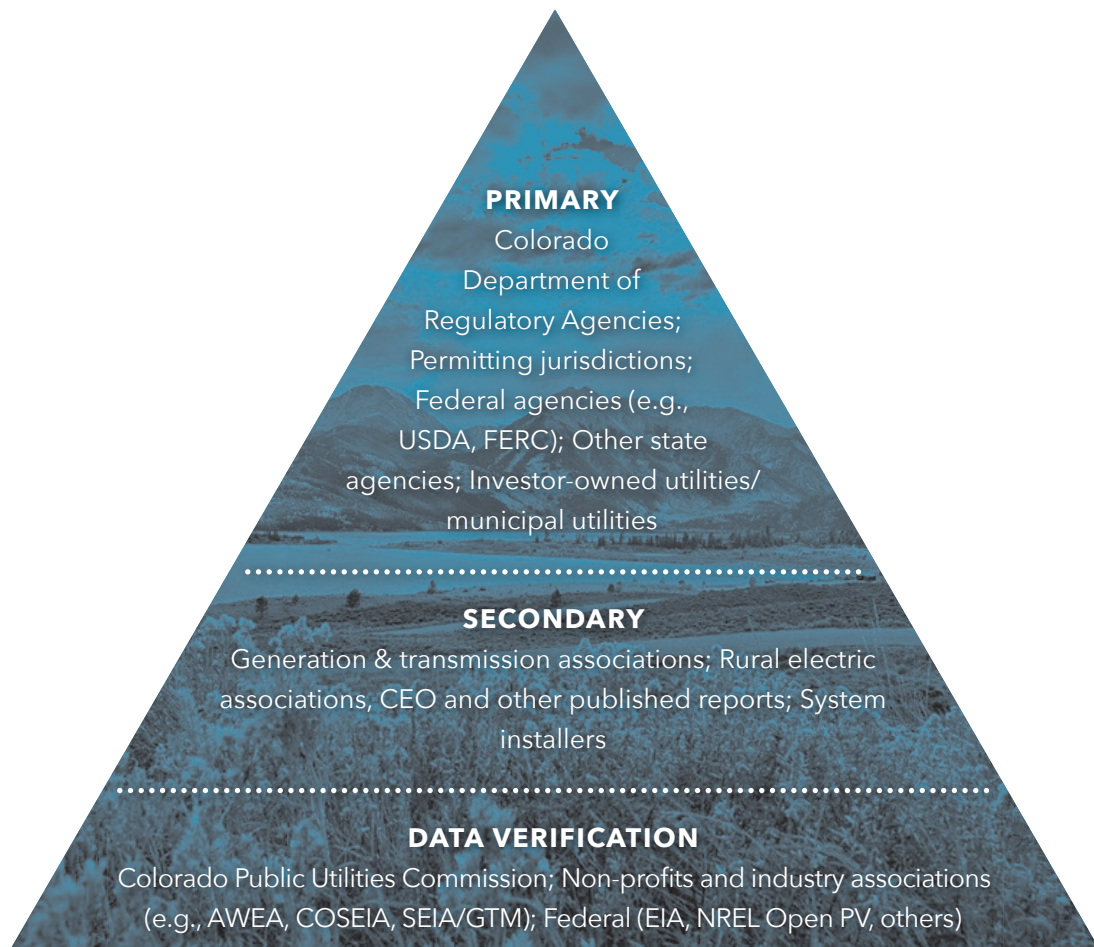 PRIMARY
Colorado
Department of
Regulatory Agencies;
Permitting jurisdictions;
Federal agencies (e.g.,
USDA, FERC); Other state
agencies; Investor-owned utilities/
municipal utilities
SECONDARY
Generation & transmission associations; Rural electric
associations, CEO and other published reports; System
installers
DATA VERIFICATION
Colorado Public Utilities Commission; Non-profits and industry associations
(e.g., AWEA, COSEIA, SEIA/GTM); Federal (EIA, NREL Open PV, others)